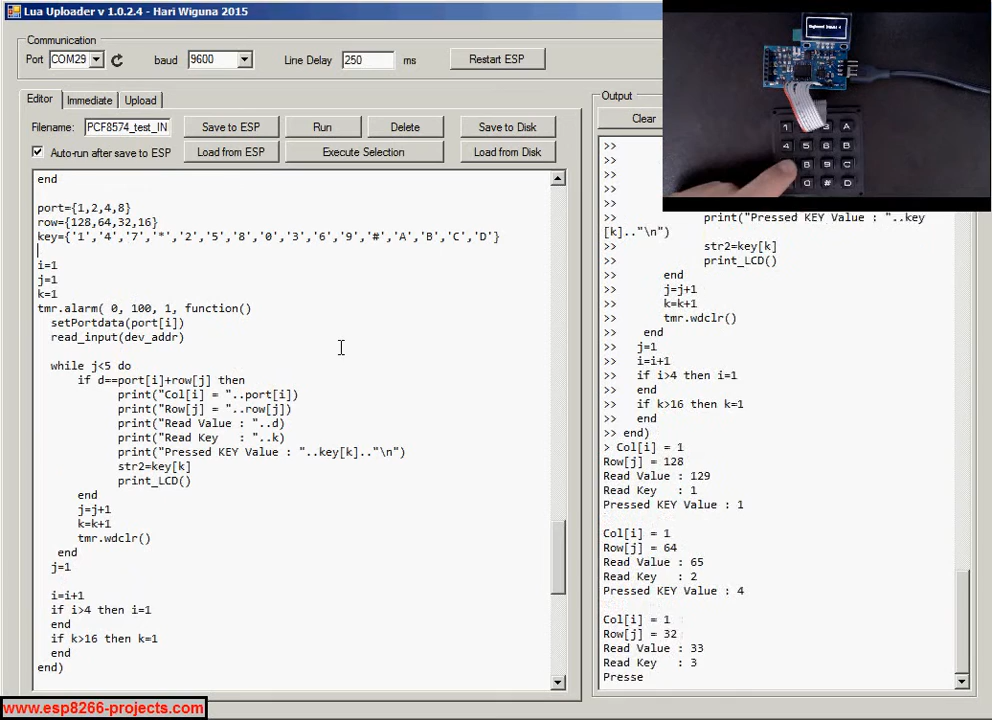 Lua Uploader v 1.0.2.4 - Hari Wiguna 2015
Communication
Port COM29 baud 9600 Line Delay 250 ms Restart ESP
Editor Immediate Upload
Filename: PCF8574_test_IN Save to ESP Run Delete Save to Disk
Auto-run after save to ESP Load from ESP Execute Selection Load from Disk
end
port={1,2,4,8}
row={128,64,32,16}
key={'1','4','7','*','2','5','8','0','3','6','9','#','A','B','C','D'}
i=1
j=1
k=1
tmr.alarm( 0, 100, 1, function()
setPortdata(port[i])
read_input(dev_addr)
while j<5 do
if d==port[i]+row[j] then
print("Col[i] = "..port[i])
print("Row[j] = "..row[j])
print("Read Value : "..d)
print("Read Key   : "..k)
print("Pressed KEY Value : "..key[k].."\n")
str2=key[k]
print_LCD()
end
j=j+1
k=k+1
tmr.wdclr()
end
j=1
i=i+1
if i>4 then i=1
end
if k>16 then k=1
end
end)
Output
Clear
>>
>>
>>
>>
>>
>> print("Pressed KEY Value : "..key
[k].."\n")
>> str2=key[k]
>> print_LCD()
>> end
>> j=j+1
>> k=k+1
>> tmr.wdclr()
>> end
>> j=1
>> i=i+1
>> if i>4 then i=1
>> end
>> if k>16 then k=1
>> end
>> end)
> Col[i] = 1
Row[j] = 128
Read Value : 129
Read Key   : 1
Pressed KEY Value : 1
Col[i] = 1
Row[j] = 64
Read Value : 65
Read Key   : 2
Pressed KEY Value : 4
Col[i] = 1
Row[j] = 32
Read Value : 33
Read Key   : 3
Presse
1 A
4 5 6 B
C
# D
www.esp8266-projects.com